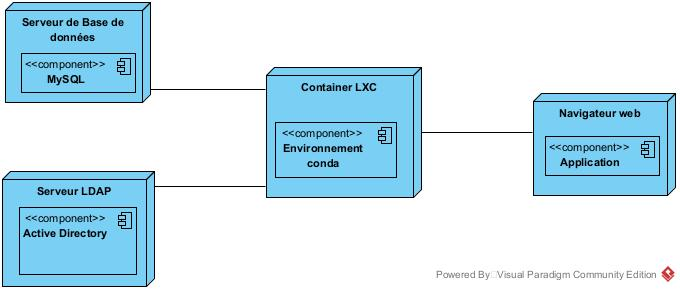 Serveur de Base de
données
<<component>>
MySQL
Container LXC
<<component>>
Environnement
conda
Navigateur web
<<component>>
Application
Serveur LDAP
<<component>>
Active Directory
Powered By Visual Paradigm Community Edition